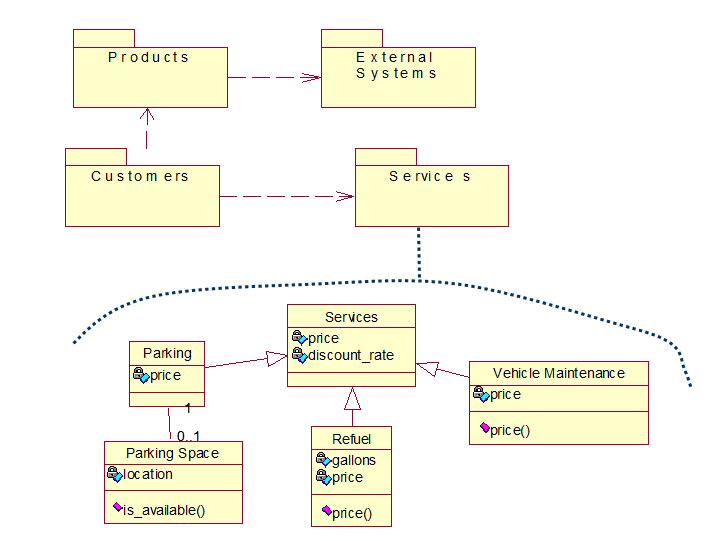 Products
External
Systems
Customers
Services
Services
price
discount_rate
Parking
price
1
0..1
Parking Space
location
is_available()
Refuel
gallons
price
price()
Vehicle Maintenance
price
price()